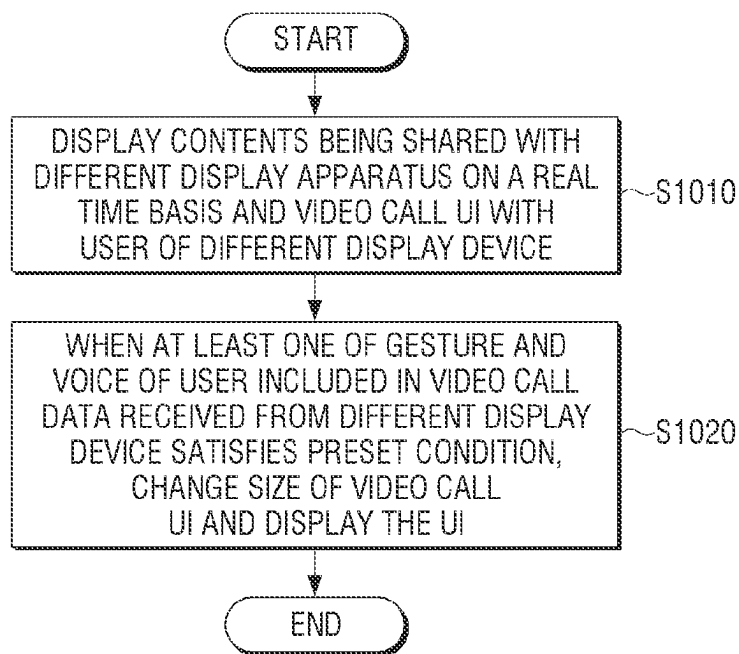 START
DISPLAY CONTENTS BEING SHARED WITH
DIFFERENT DISPLAY APPARATUS ON A REAL
TIME BASIS AND VIDEO CALL UI WITH
USER OF DIFFERENT DISPLAY DEVICE
S1010
WHEN AT LEAST ONE OF GESTURE AND
VOICE OF USER INCLUDED IN VIDEO CALL
DATA RECEIVED FROM DIFFERENT DISPLAY
DEVICE SATISFIES PRESET CONDITION,
CHANGE SIZE OF VIDEO CALL
UI AND DISPLAY THE UI
S1020
END